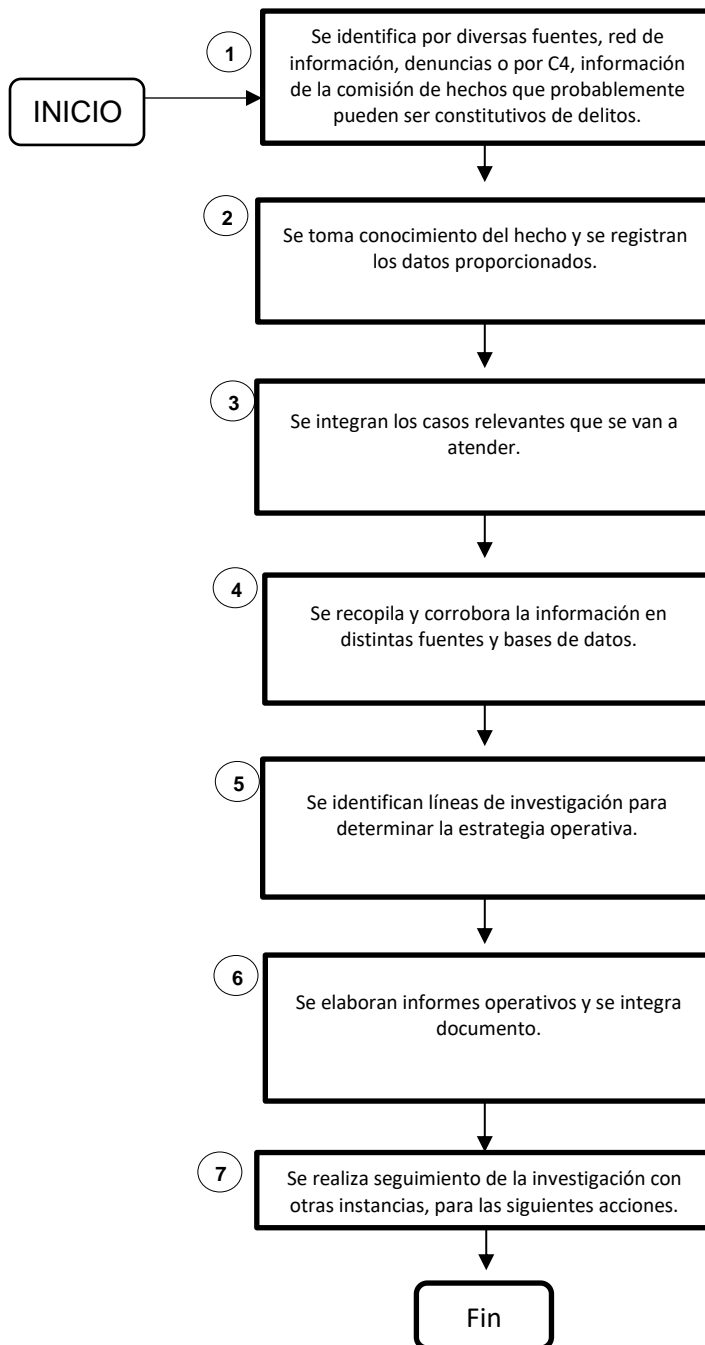 1
Se identifica por diversas fuentes, red de
información, denuncias o por C4, información
de la comisión de hechos que probablemente
pueden ser constitutivos de delitos.
INICIO
2
Se toma conocimiento del hecho y se registran
los datos proporcionados.
3
Se integran los casos relevantes que se van a
atender.
4
Se recopila y corrobora la información en
distintas fuentes y bases de datos.
5
Se identifican líneas de investigación para
determinar la estrategia operativa.
6
Se elaboran informes operativos y se integra
documento.
7
Se realiza seguimiento de la investigación con
otras instancias, para las siguientes acciones.
Fin